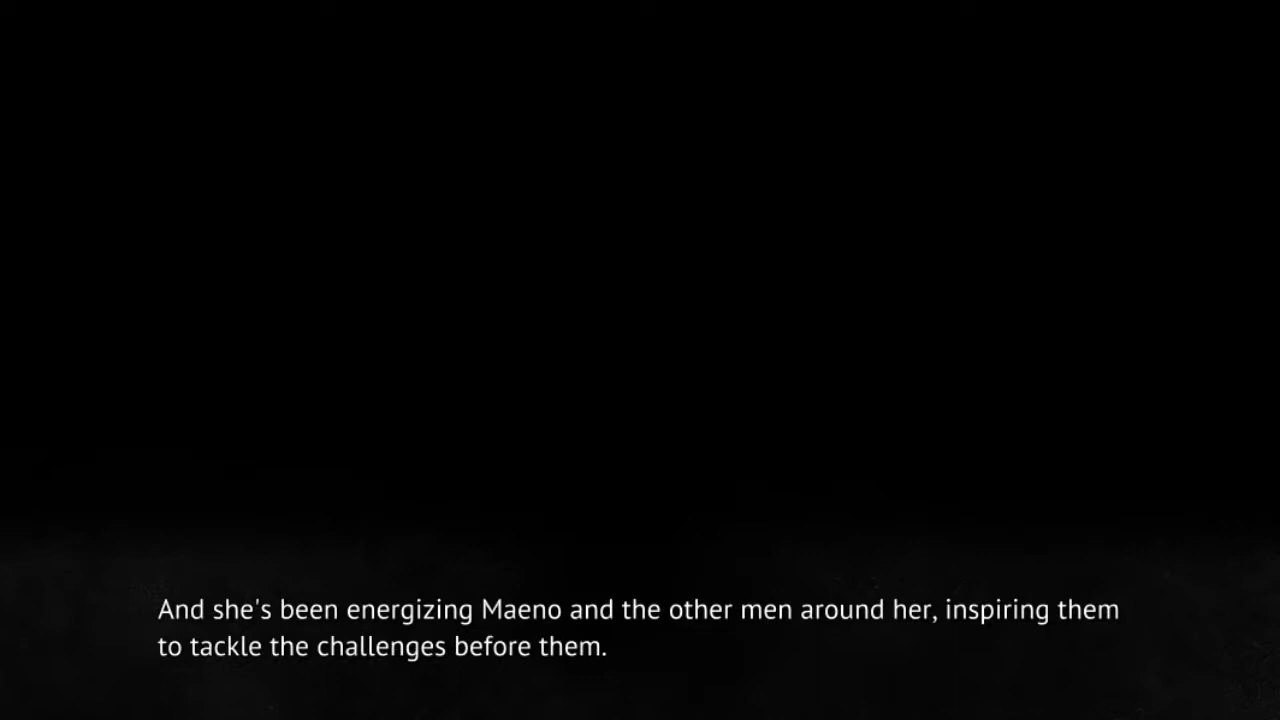 And she's been energizing Maeno and the other men around her, inspiring them
to tackle the challenges before them.